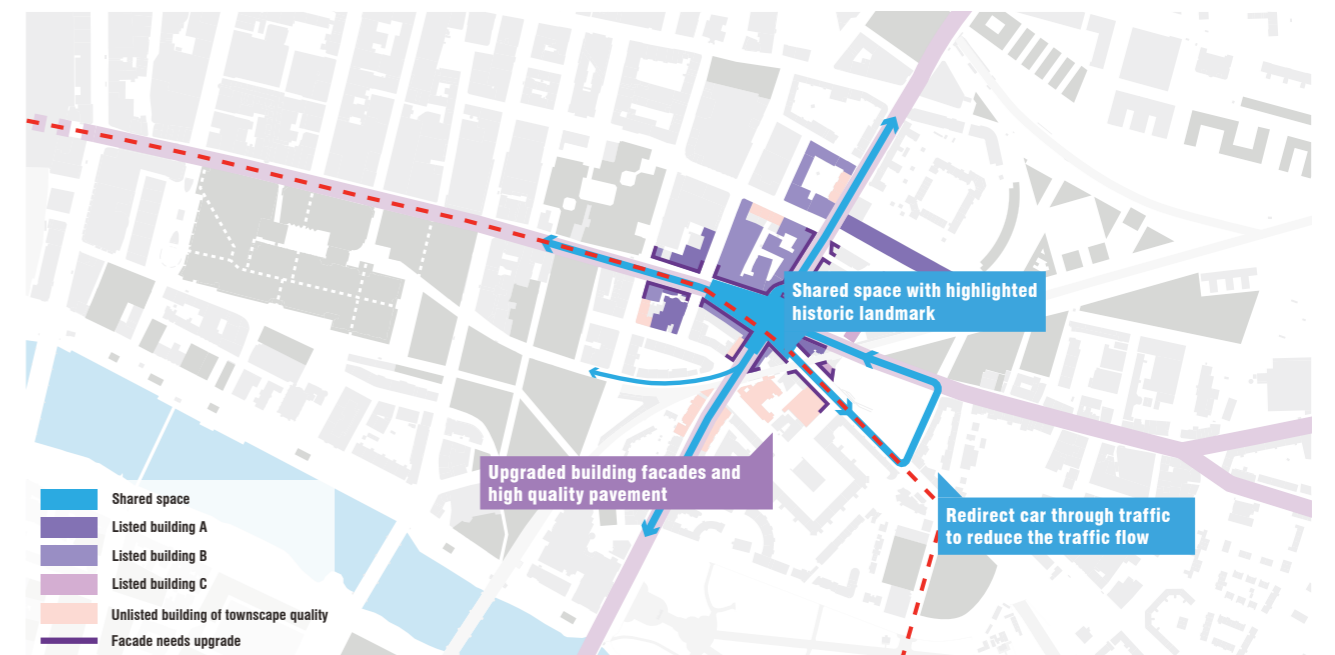 Shared space with highlighted
historic landmark
Upgraded building facades and
high quality pavement
Redirect car through traffic
to reduce the traffic flow
Shared space
Listed building A
Listed building B
Listed building C
Unlisted building of townscape quality
Facade needs upgrade